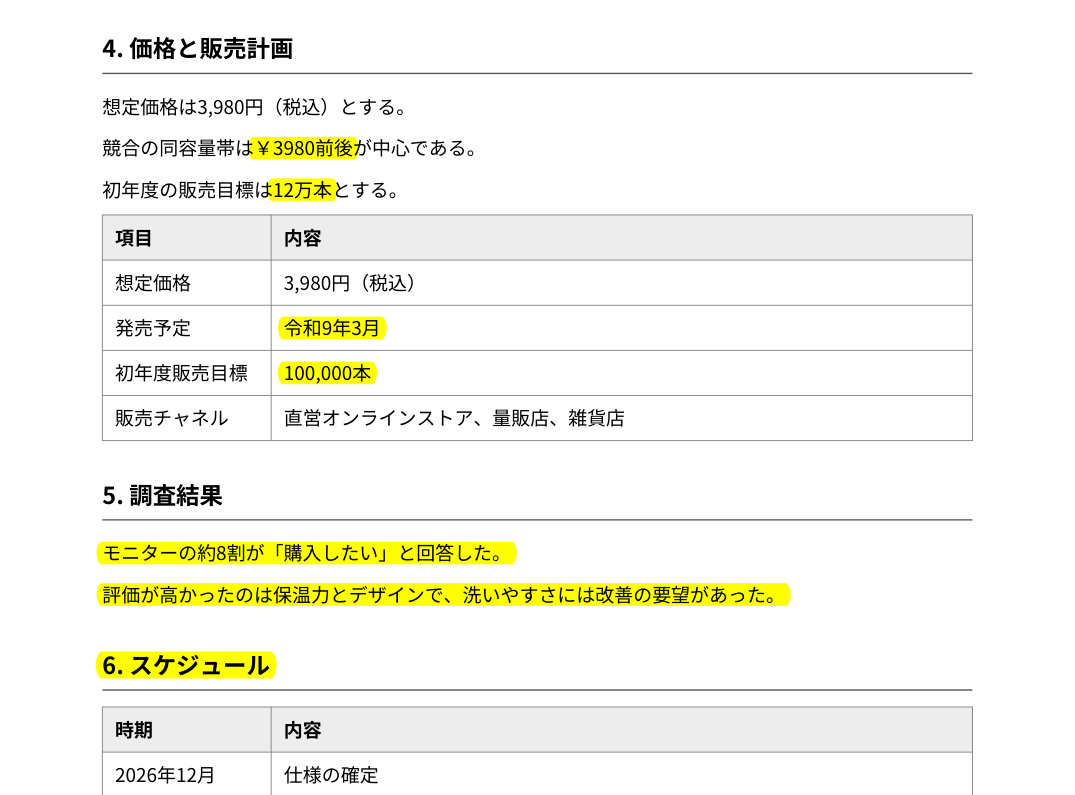 4. 価格と販売計画
想定価格は3,980円（税込）とする。
競合の同容量帯は￥3980前後が中心である。
初年度の販売目標は12万本とする。
項目 内容
想定価格 3,980円（税込）
発売予定 令和9年3月
初年度販売目標 100,000本
販売チャネル 直営オンラインストア、量販店、雑貨店
5. 調査結果
モニターの約8割が「購入したい」と回答した。
評価が高かったのは保温力とデザインで、洗いやすさには改善の要望があった。
6. スケジュール
時期 内容
2026年12月 仕様の確定